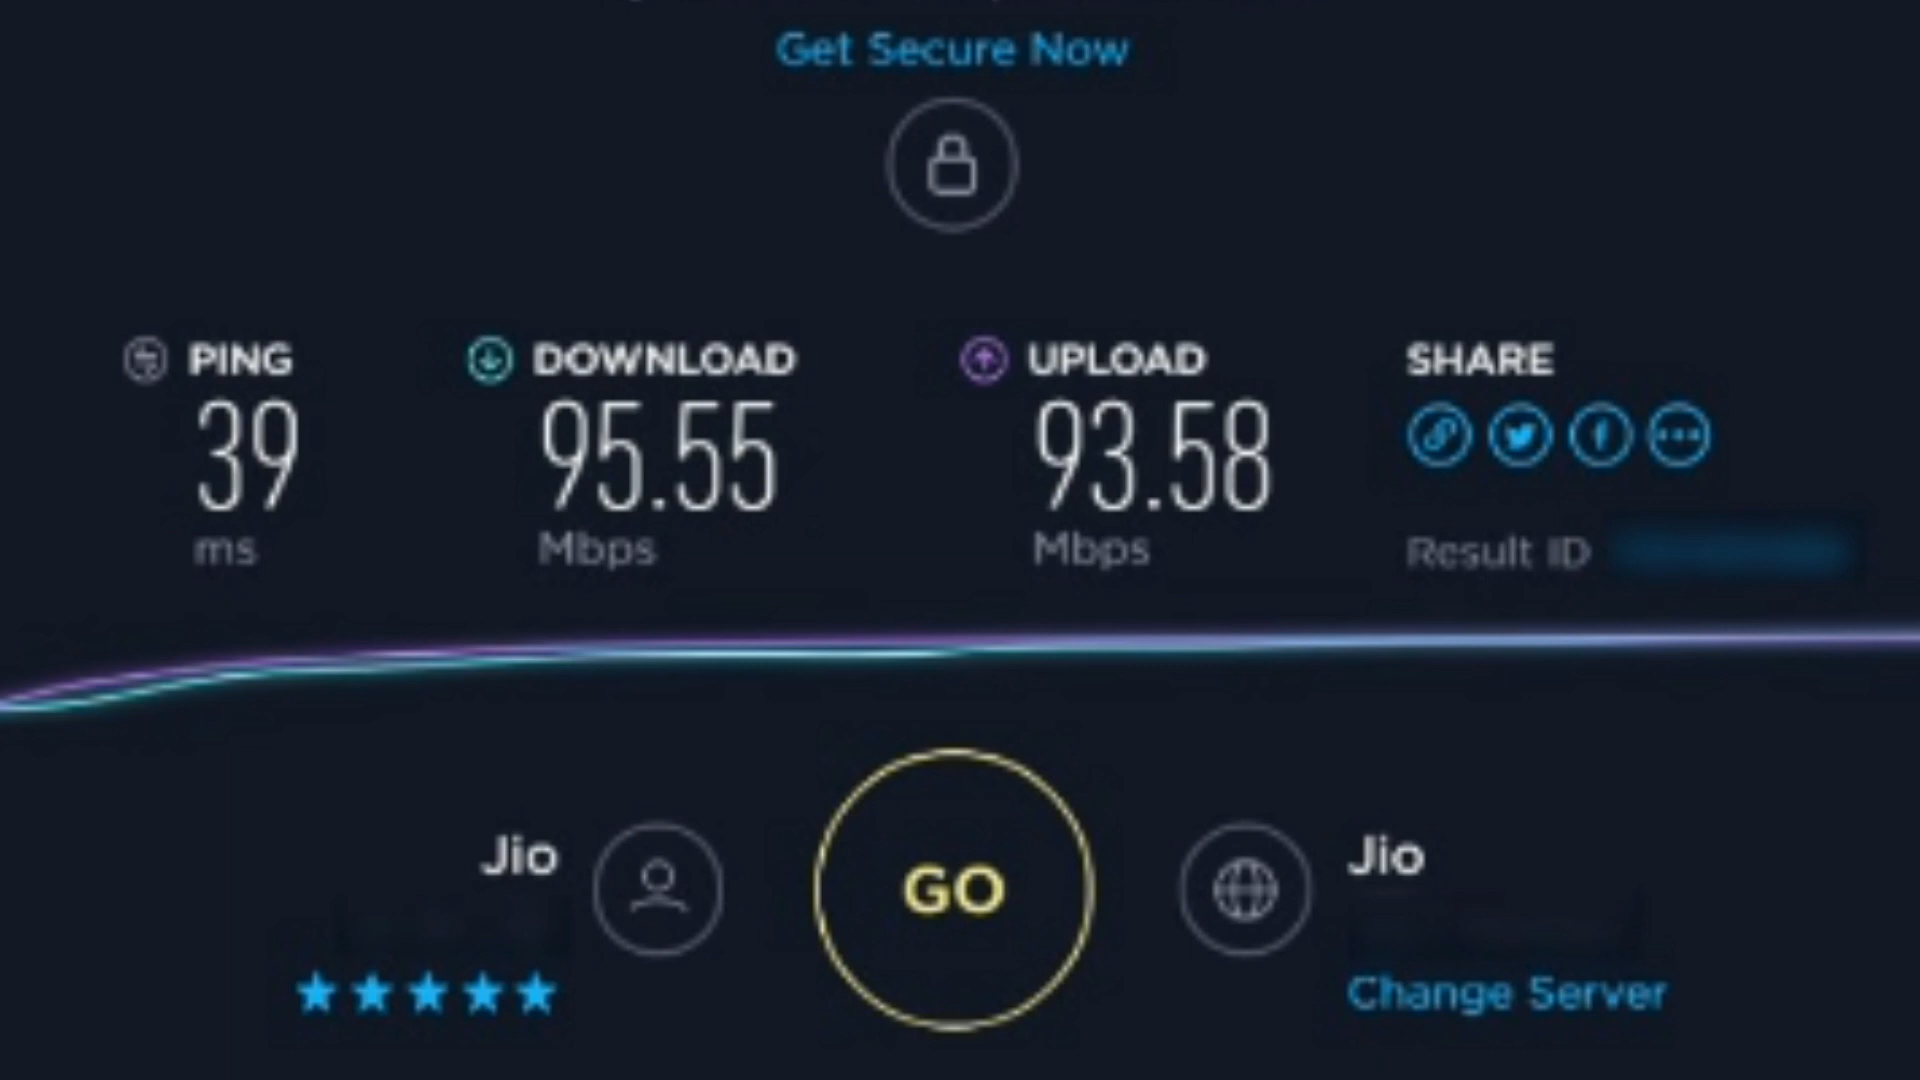 Get Secure Now
PING
39
ms
DOWNLOAD
95.55
Mbps
UPLOAD
93.58
Mbps
SHARE
Result ID
Jio
GO
Jio
Change Server